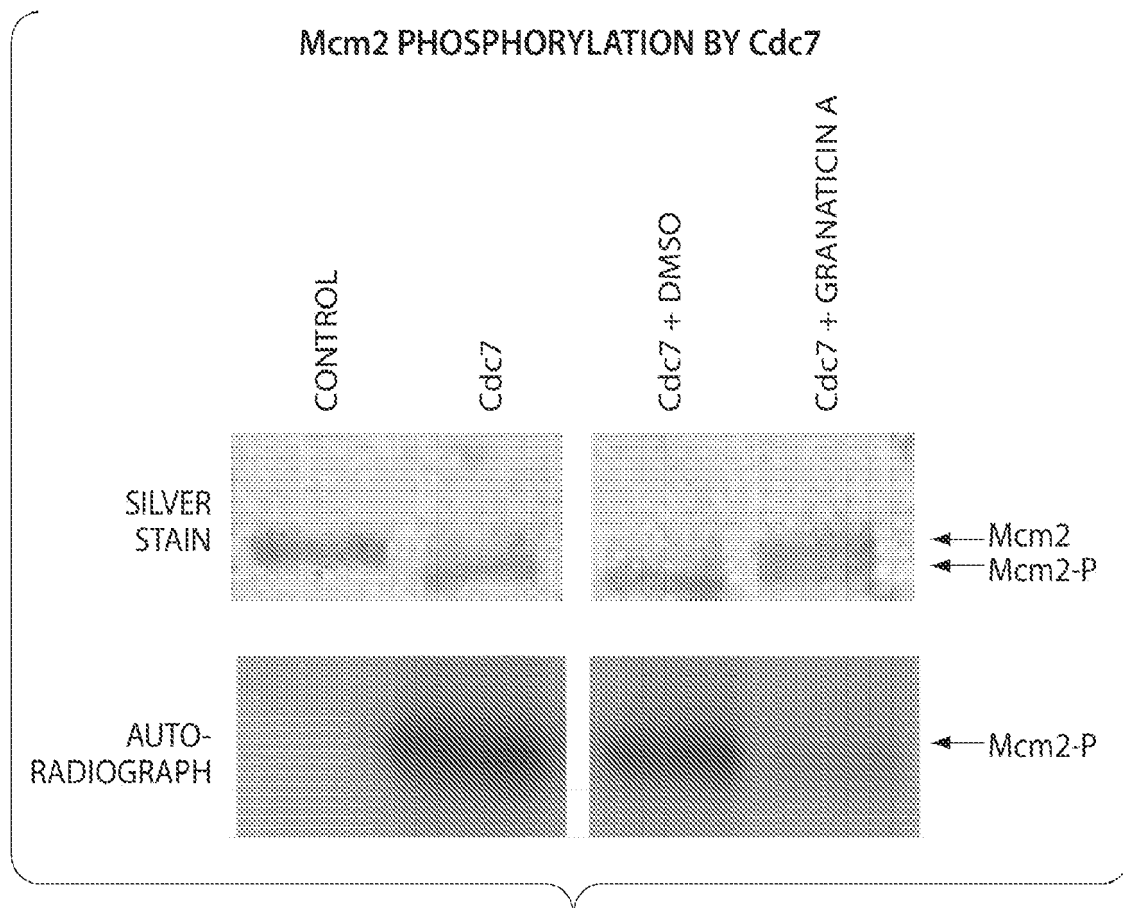 Mcm2 PHOSPHORYLATION BY Cdc7
CONTROL
Cdc7
Cdc7 + DMSO
Cdc7 + GRANATICIN A
SILVER
STAIN
Mcm2
Mcm2-P
AUTO-
RADIOGRAPH
Mcm2-P